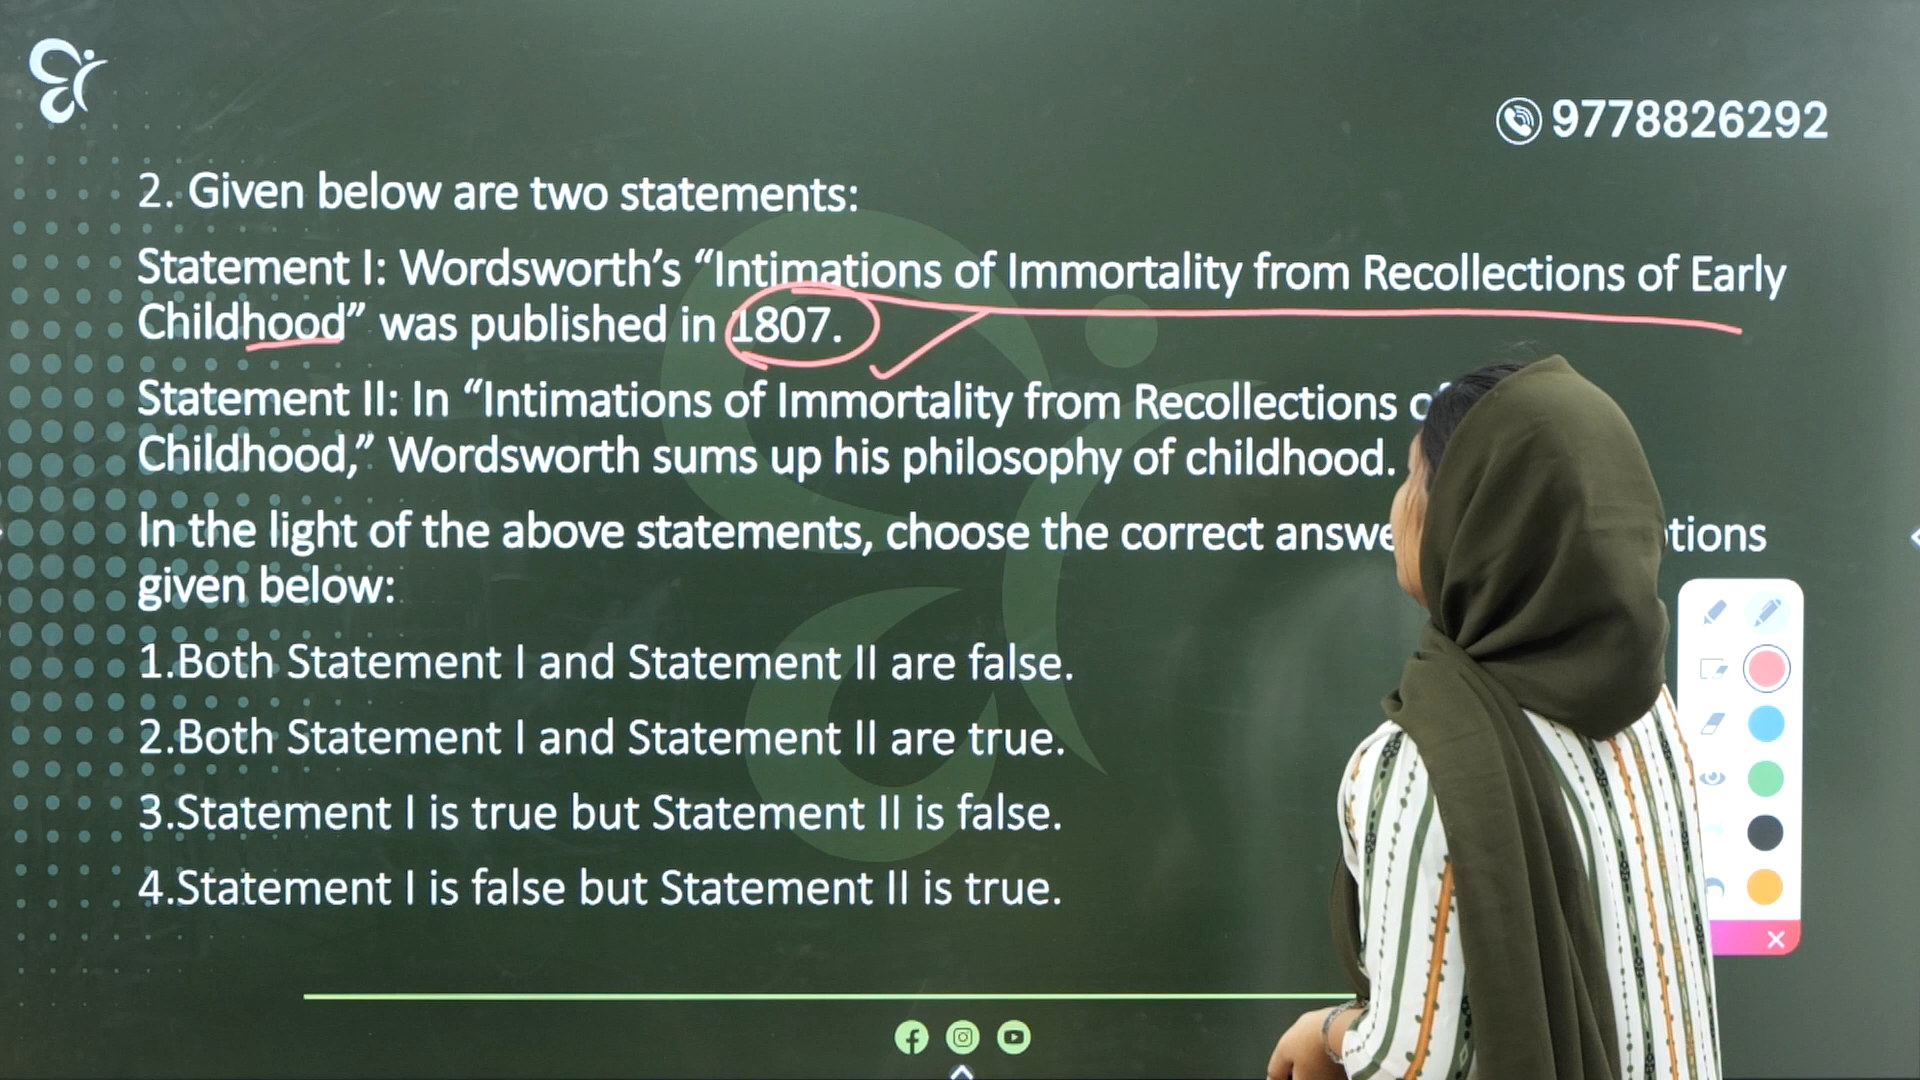 9778826292
2. Given below are two statements:
Statement I: Wordsworth’s “Intimations of Immortality from Recollections of Early
Childhood” was published in 1807.
Statement II: In “Intimations of Immortality from Recollections
Childhood,” Wordsworth sums up his philosophy of childhood.
In the light of the above statements, choose the correct
given below:
1.Both Statement I and Statement II are false.
2.Both Statement I and Statement II are true.
3.Statement I is true but Statement II is false.
4.Statement I is false but Statement II is true.